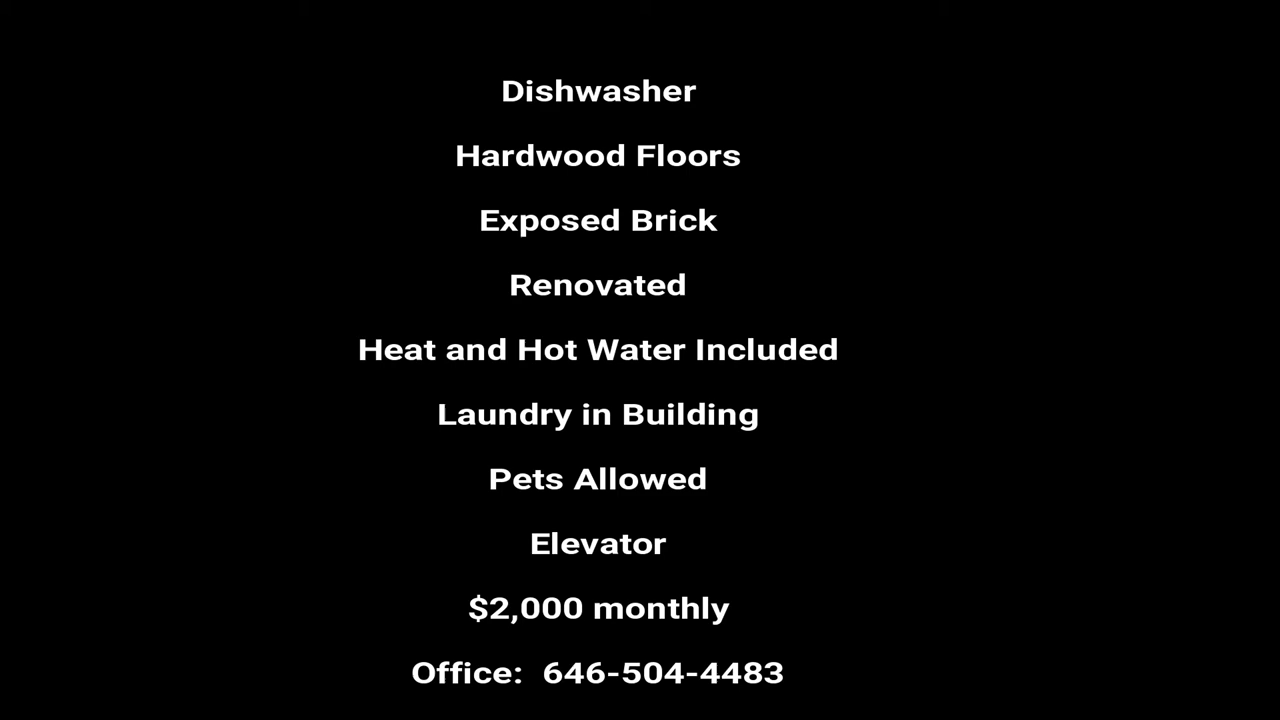 Dishwasher
Hardwood Floors
Exposed Brick
Renovated
Heat and Hot Water Included
Laundry in Building
Pets Allowed
Elevator
$2,000 monthly
Office:  646-504-4483